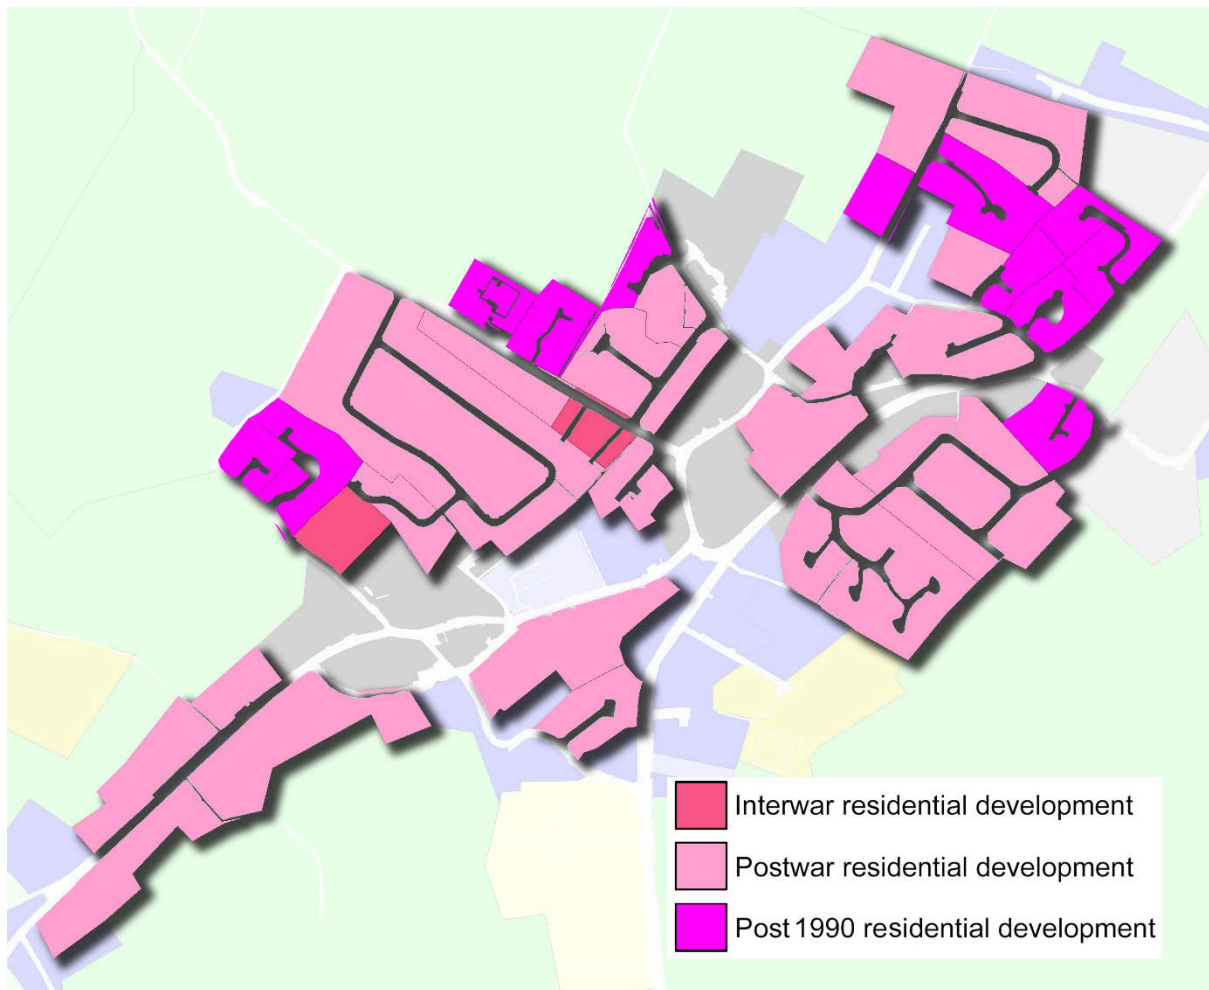 Interwar residential development
Postwar residential development
Post 1990 residential development